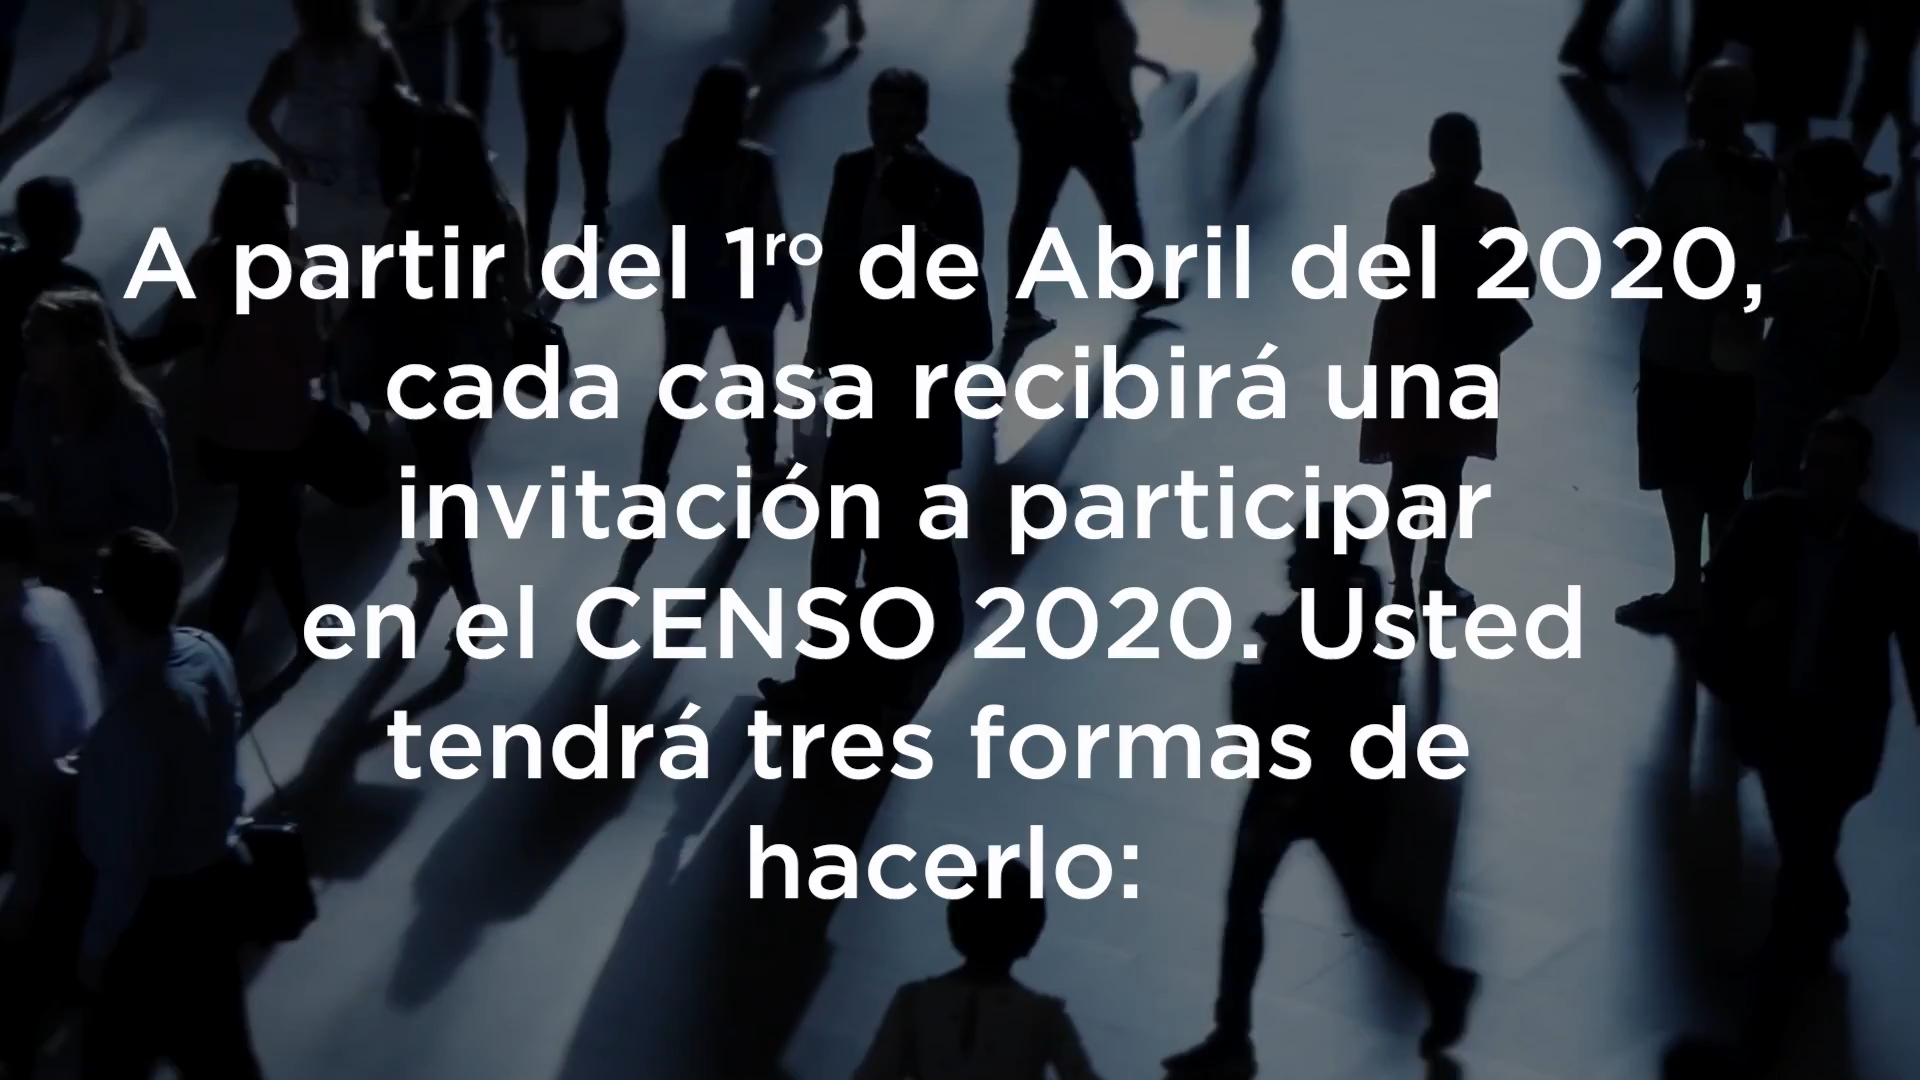 A partir del 1ro de Abril del 2020,
cada casa recibirá una
invitación a participar
en el CENSO 2020. Usted
tendrá tres formas de
hacerlo: